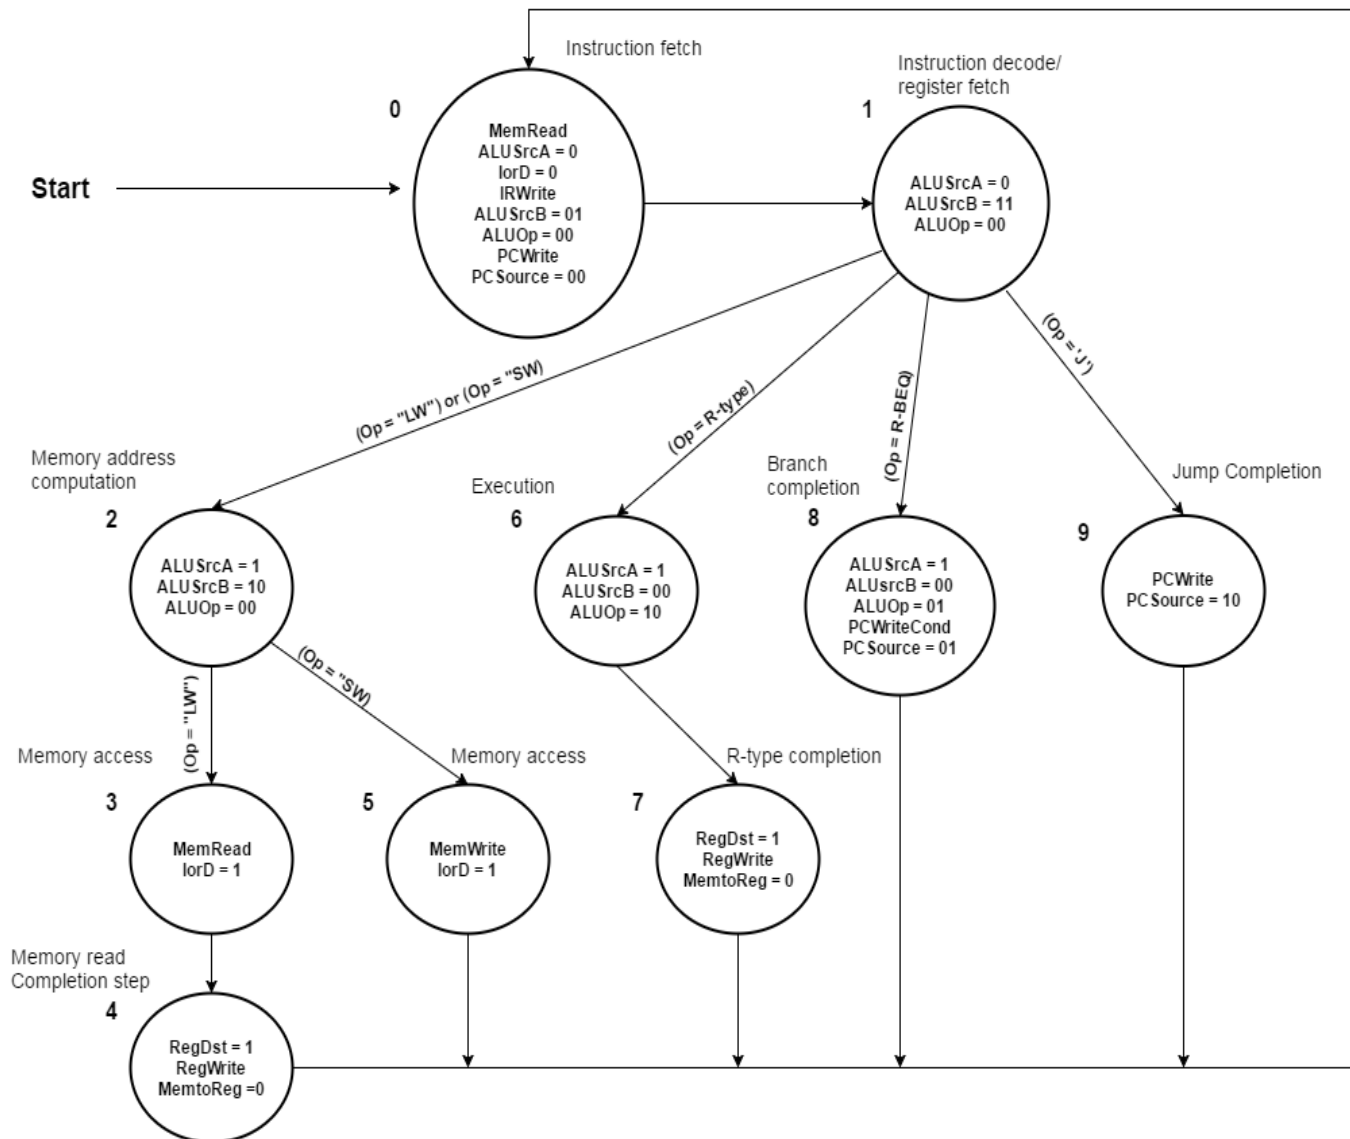 Instruction fetch
0
MemRead
ALUSrcA = 0
IorD = 0
IRWrite
ALUSrcB = 01
ALUOp = 00
PCWrite
PCSource = 00
Start
Instruction decode/
register fetch
1
ALUSrcA = 0
ALUSrcB = 11
ALUOp = 00
(Op = "LW") or (Op = "SW)
(Op = R-type)
(Op = R-BEQ)
(Op = 'J')
Memory address
computation
2
ALUSrcA = 1
ALUSrcB = 10
ALUOp = 00
Execution
6
ALUSrcA = 1
ALUSrcB = 00
ALUOp = 10
Branch
completion
8
ALUSrcA = 1
ALUsrcB = 00
ALUOp = 01
PCWriteCond
PCSource = 01
Jump Completion
9
PCWrite
PCSource = 10
(Op = "LW")
(Op = "SW)
Memory access
3
MemRead
IorD = 1
Memory access
5
MemWrite
IorD = 1
R-type completion
7
RegDst = 1
RegWrite
MemtoReg = 0
Memory read
Completion step
4
RegDst = 1
RegWrite
MemtoReg =0